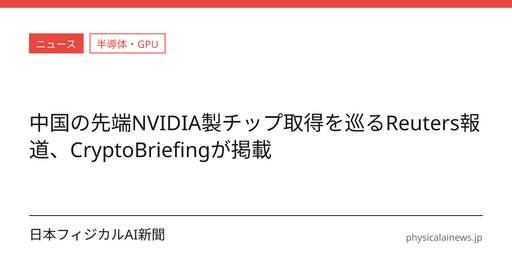 ニュース 半導体・GPU
中国の先端NVIDIA製チップ取得を巡るReuters報
道、CryptoBriefingが掲載
日本フィジカルAI新聞 physicalainews.jp